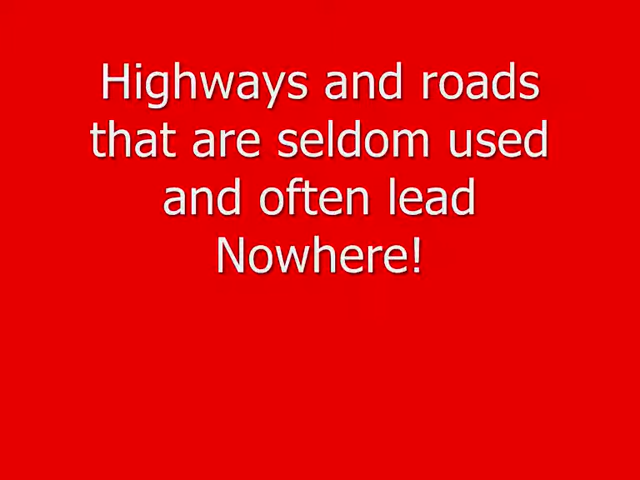 Highways and roads
that are seldom used
and often lead
Nowhere!